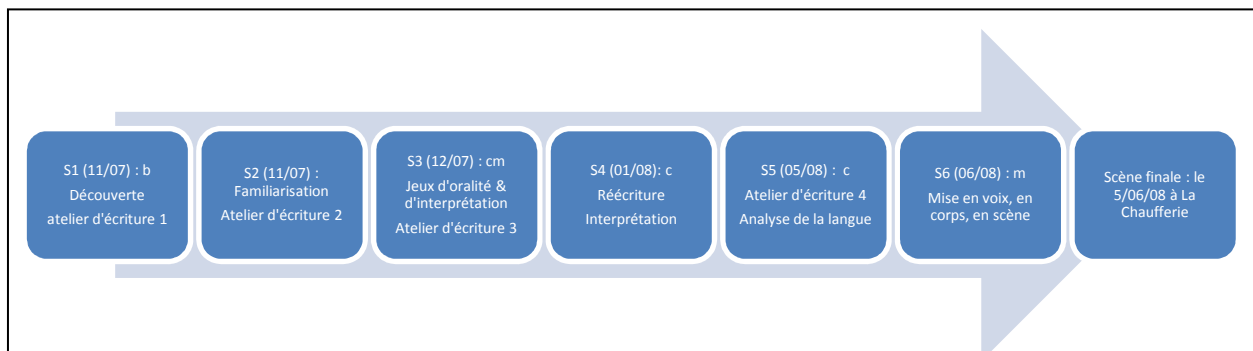 S1 (11/07) : b
Découverte
atelier d'écriture 1
S2 (11/07) :
Familiarisation
Atelier d'écriture 2
S3 (12/07) : cm
Jeux d'oralité &
d'interprétation
Atelier d'écriture 3
S4 (01/08): c
Réécriture
Interprétation
S5 (05/08) : c
Atelier d'écriture 4
Analyse de la langue
S6 (06/08) : m
Mise en voix, en
corps, en scène
Scène finale : le
5/06/08 à La
Chaufferie